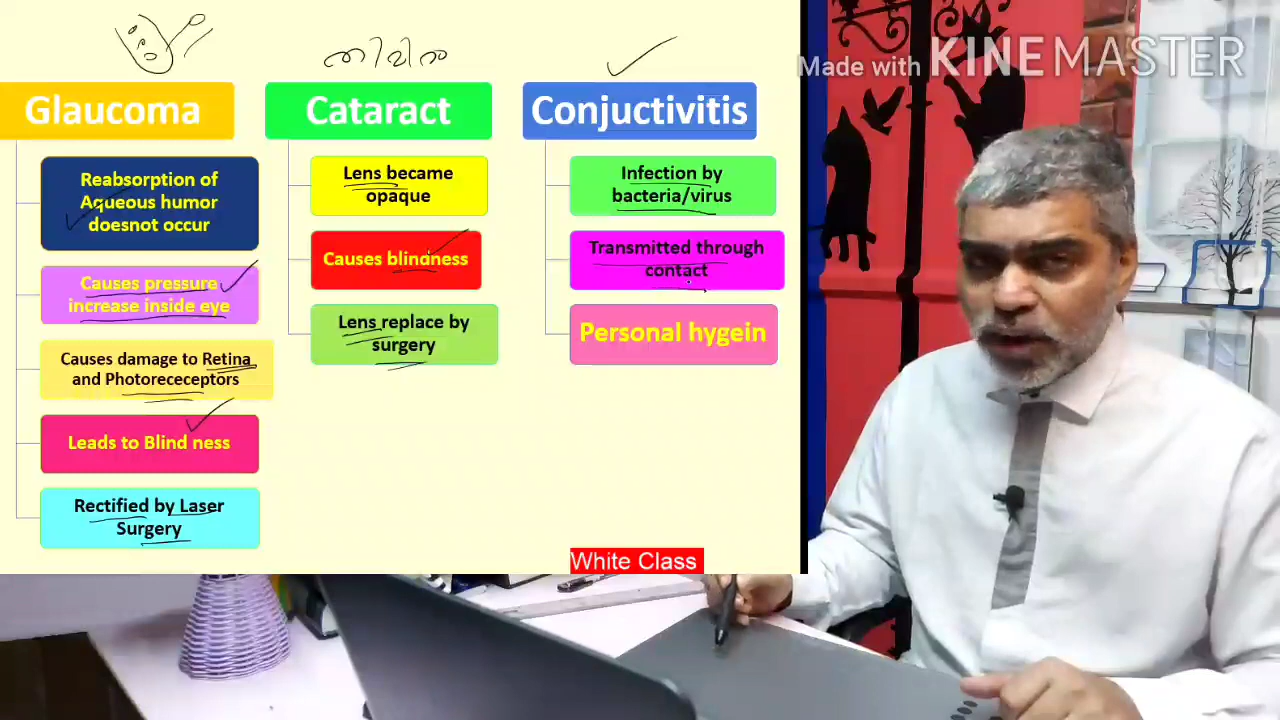 Made with KINEMASTER
തിമിരം
Glaucoma
Reabsorption of
Aqueous humor
doesnot occur
Causes pressure
increase inside eye
Causes damage to Retina
and Photorececeptors
Leads to Blind ness
Rectified by Laser
Surgery
Cataract
Lens became
opaque
Causes blindness
Lens replace by
surgery
Conjuctivitis
Infection by
bacteria/virus
Transmitted through
contact
Personal hygein
White Class